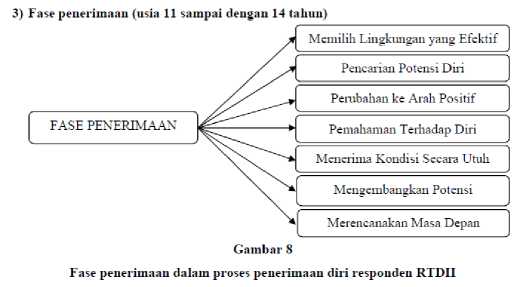 3) Fase penerimaan (usia 11 sampai dengan 14 tahun)
Memilih Lingkungan yang Efektif
Pencarian Potensi Diri
Perubahan ke Arah Positif
FASE PENERIMAAN
Pemahaman Terhadap Diri
Menerima Kondisi Secara Utuh
Mengembangkan Potensi
Merencanakan Masa Depan
Gambar 8
Fase penerimaan dalam proses penerimaan diri responden RTDII